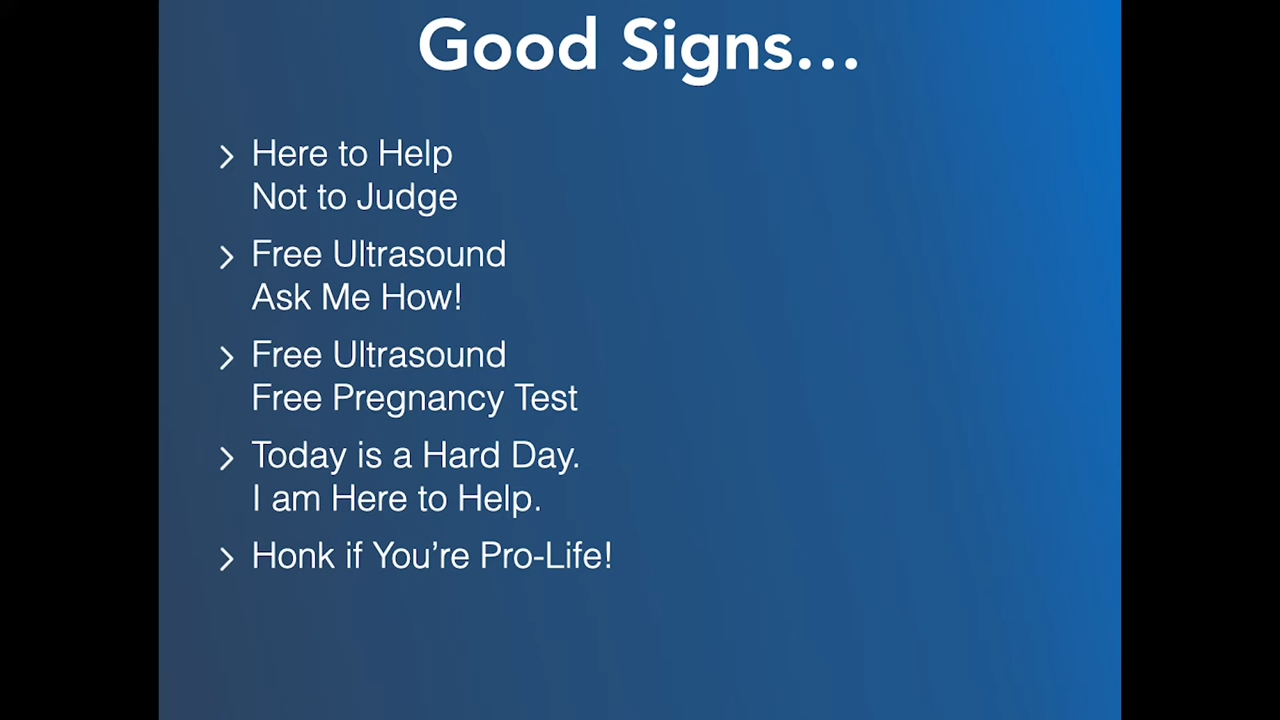 Good Signs...
Here to Help
Not to Judge
Free Ultrasound
Ask Me How!
Free Ultrasound
Free Pregnancy Test
Today is a Hard Day.
I am Here to Help.
Honk if You’re Pro-Life!